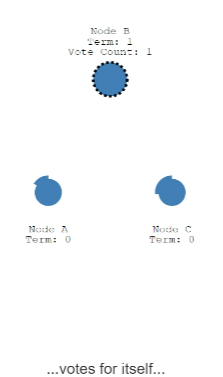 Node B
Term: 1
Vote Count: 1
Node A
Term: 0
Node C
Term: 0
...votes for itself...